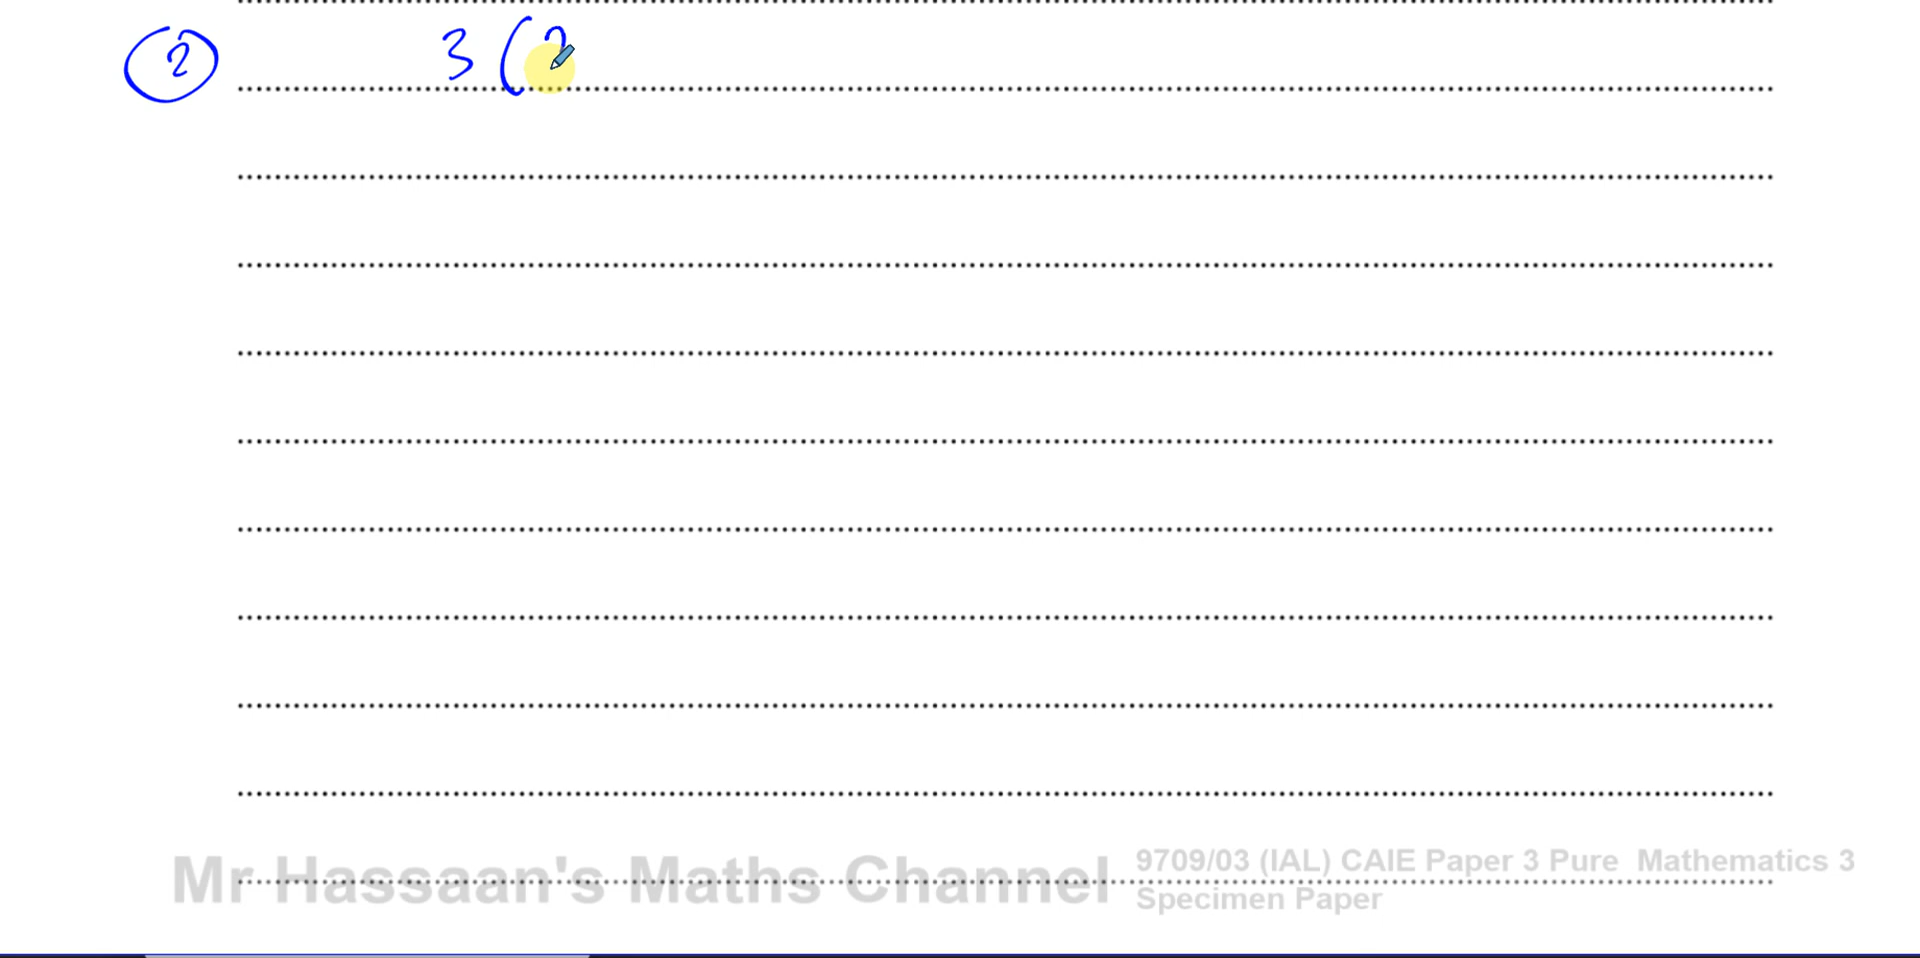 ② 3 (2
Mr Hassaan's Maths Channel
9709/03 (IAL) CAIE Paper 3 Pure Mathematics 3
Specimen Paper